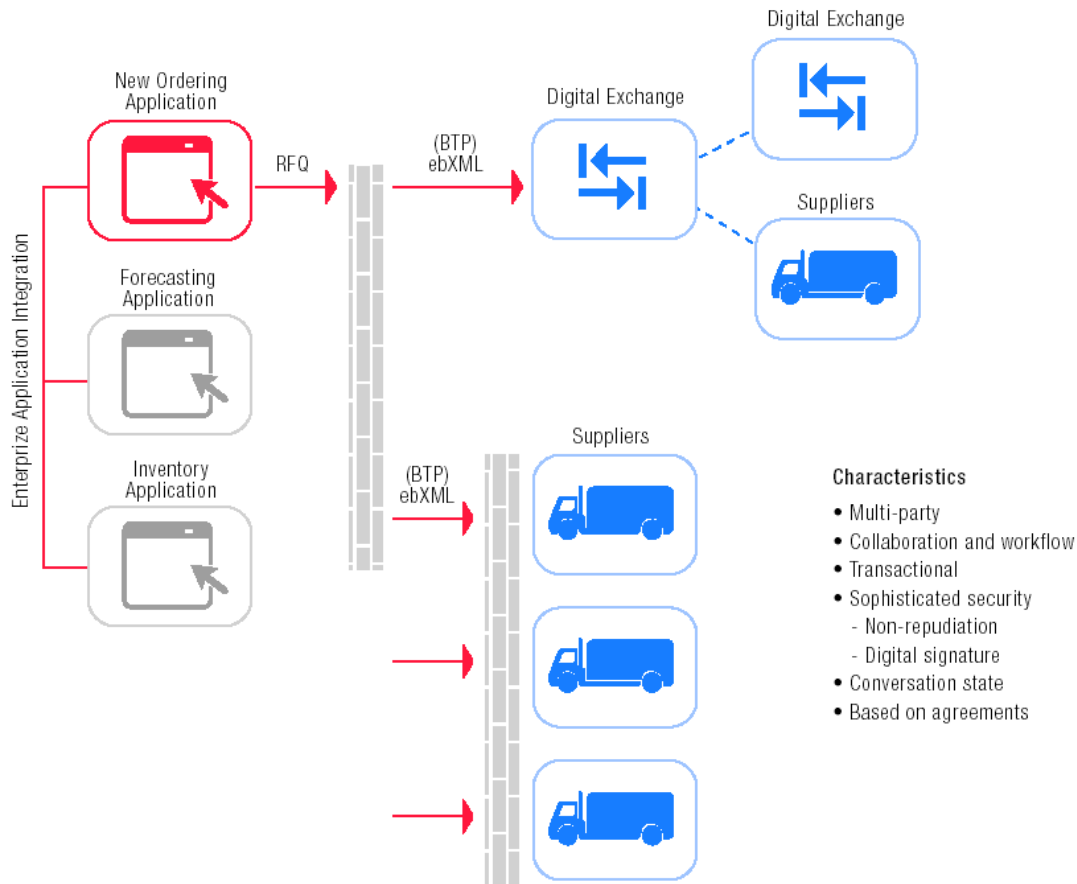 Digital Exchange
New Ordering
Application
Digital Exchange
RFQ
(BTP)
ebXML
Suppliers
Enterprize Application Integration
Forecasting
Application
Inventory
Application
(BTP)
ebXML
Suppliers
Characteristics
• Multi-party
• Collaboration and workflow
• Transactional
• Sophisticated security
- Non-repudiation
- Digital signature
• Conversation state
• Based on agreements